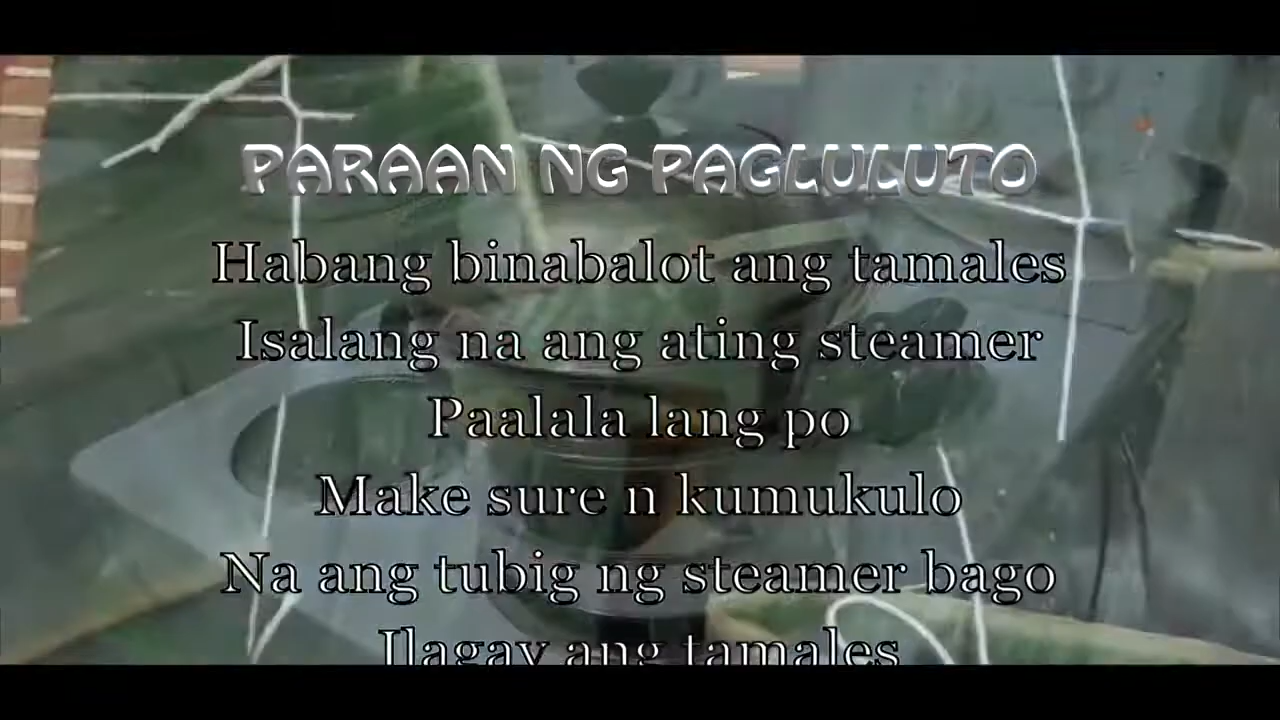 PARAAN NG PAGLULUTO
Habang binabalot ang tamales
Isalang na ang ating steamer
Paalala lang po
Make sure n kumukulo
Na ang tubig ng steamer bago
Ilagay ang tamales